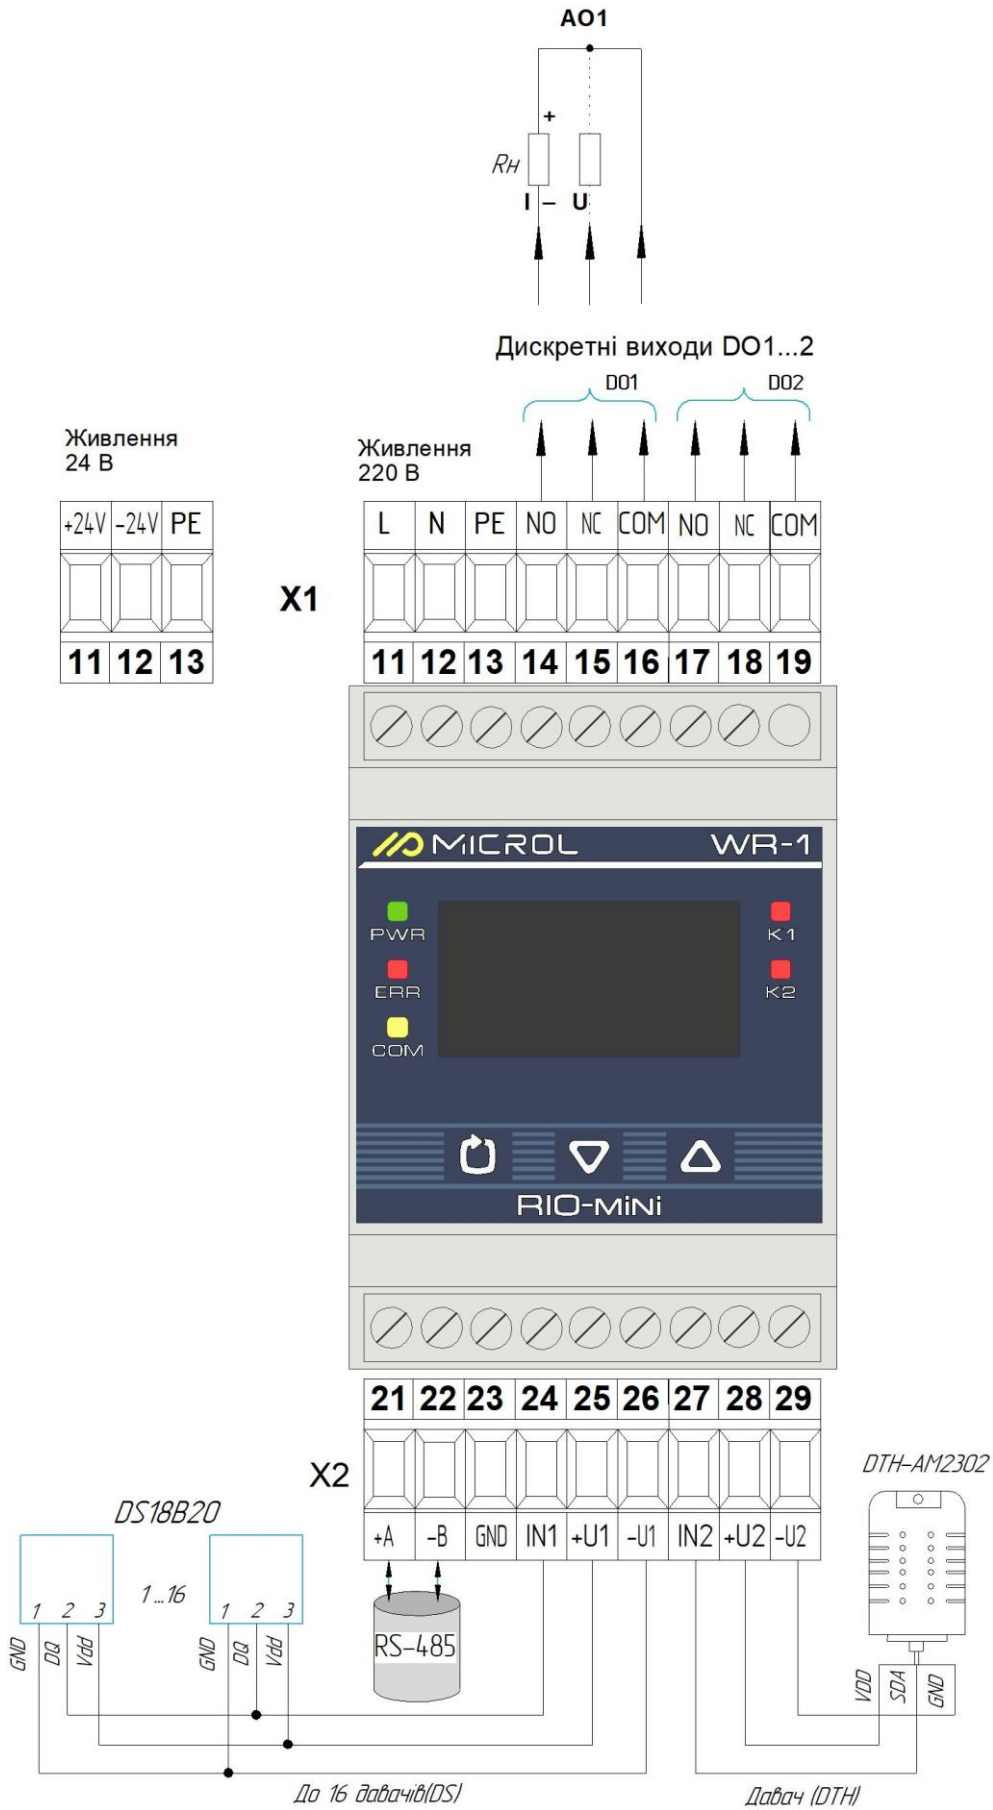 AO1
+
Rн
I – U
Дискретні виходи DO1...2
DO1 DO2
Живлення
24 В
Живлення
220 В
+24V -24V PE
L N PE NO NC COM NO NC COM
X1
11 12 13
11 12 13 14 15 16 17 18 19
MICROL WR-1
PWR K1
ERR K2
COM
RIO-MiNi
21 22 23 24 25 26 27 28 29
X2
+A -B GND IN1 +U1 -U1 IN2 +U2 -U2
DTH-AM2302
DS18B20
1...16
1 2 3
1 2 3
GND DQ Vdd
GND DQ Vdd
RS-485
VDD SDA GND
До 16 давачів(DS)
Давач (DTH)